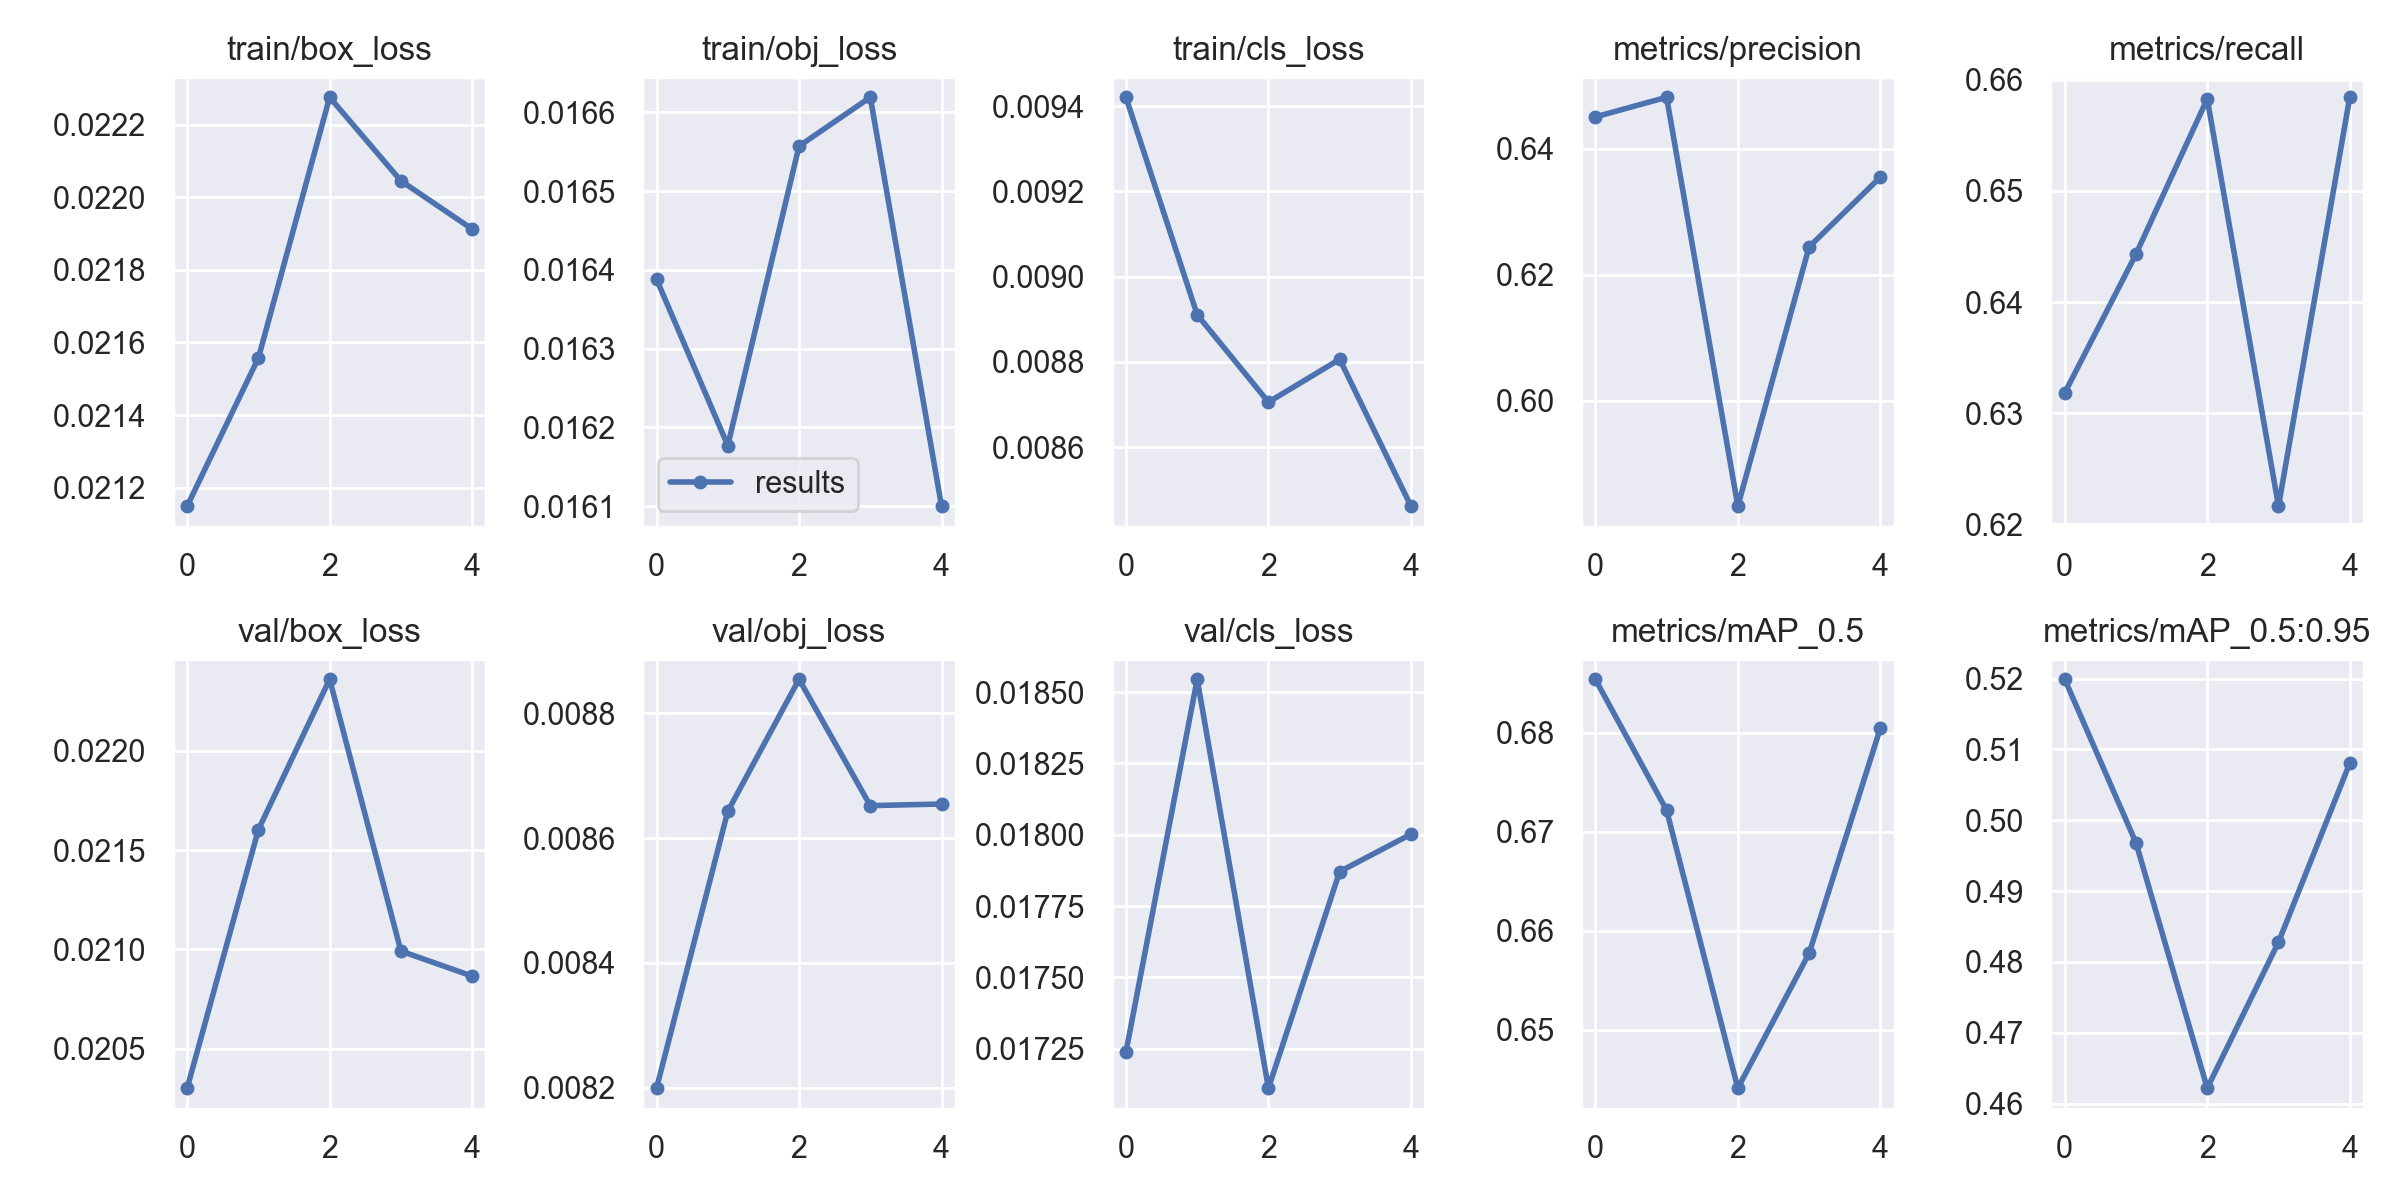 train/box_loss
0.0222
0.0220
0.0218
0.0216
0.0214
0.0212
0 2 4
train/obj_loss
0.0166
0.0165
0.0164
0.0163
0.0162
0.0161
results
0 2 4
train/cls_loss
0.0094
0.0092
0.0090
0.0088
0.0086
0 2 4
metrics/precision
0.64
0.62
0.60
0 2 4
metrics/recall
0.66
0.65
0.64
0.63
0.62
0 2 4
val/box_loss
0.0220
0.0215
0.0210
0.0205
0 2 4
val/obj_loss
0.0088
0.0086
0.0084
0.0082
0 2 4
val/cls_loss
0.01850
0.01825
0.01800
0.01775
0.01750
0.01725
0 2 4
metrics/mAP_0.5
0.68
0.67
0.66
0.65
0 2 4
metrics/mAP_0.5:0.95
0.52
0.51
0.50
0.49
0.48
0.47
0.46
0 2 4